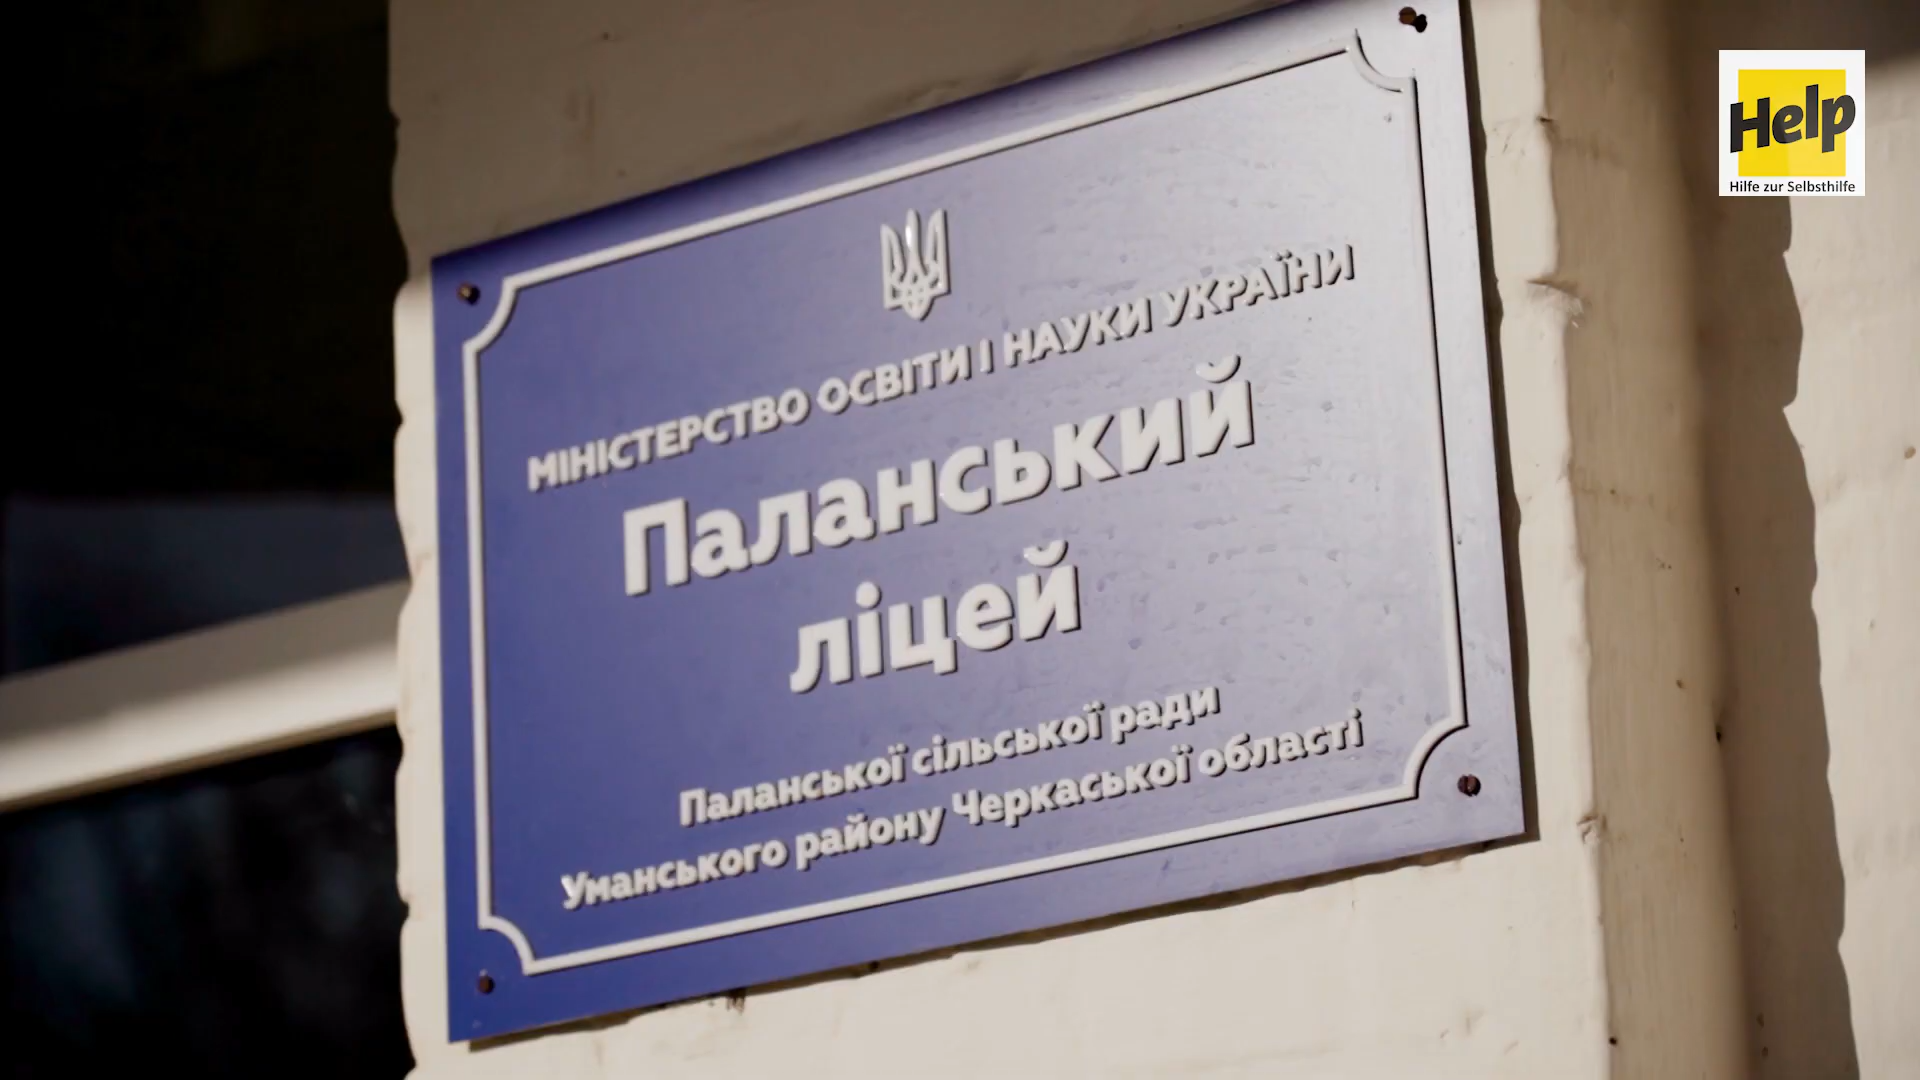 Help
Hilfe zur Selbsthilfe
МІНІСТЕРСТВО ОСВІТИ І НАУКИ УКРАЇНИ
Паланський
ліцей
Паланської сільської ради
Уманського району Черкаської області